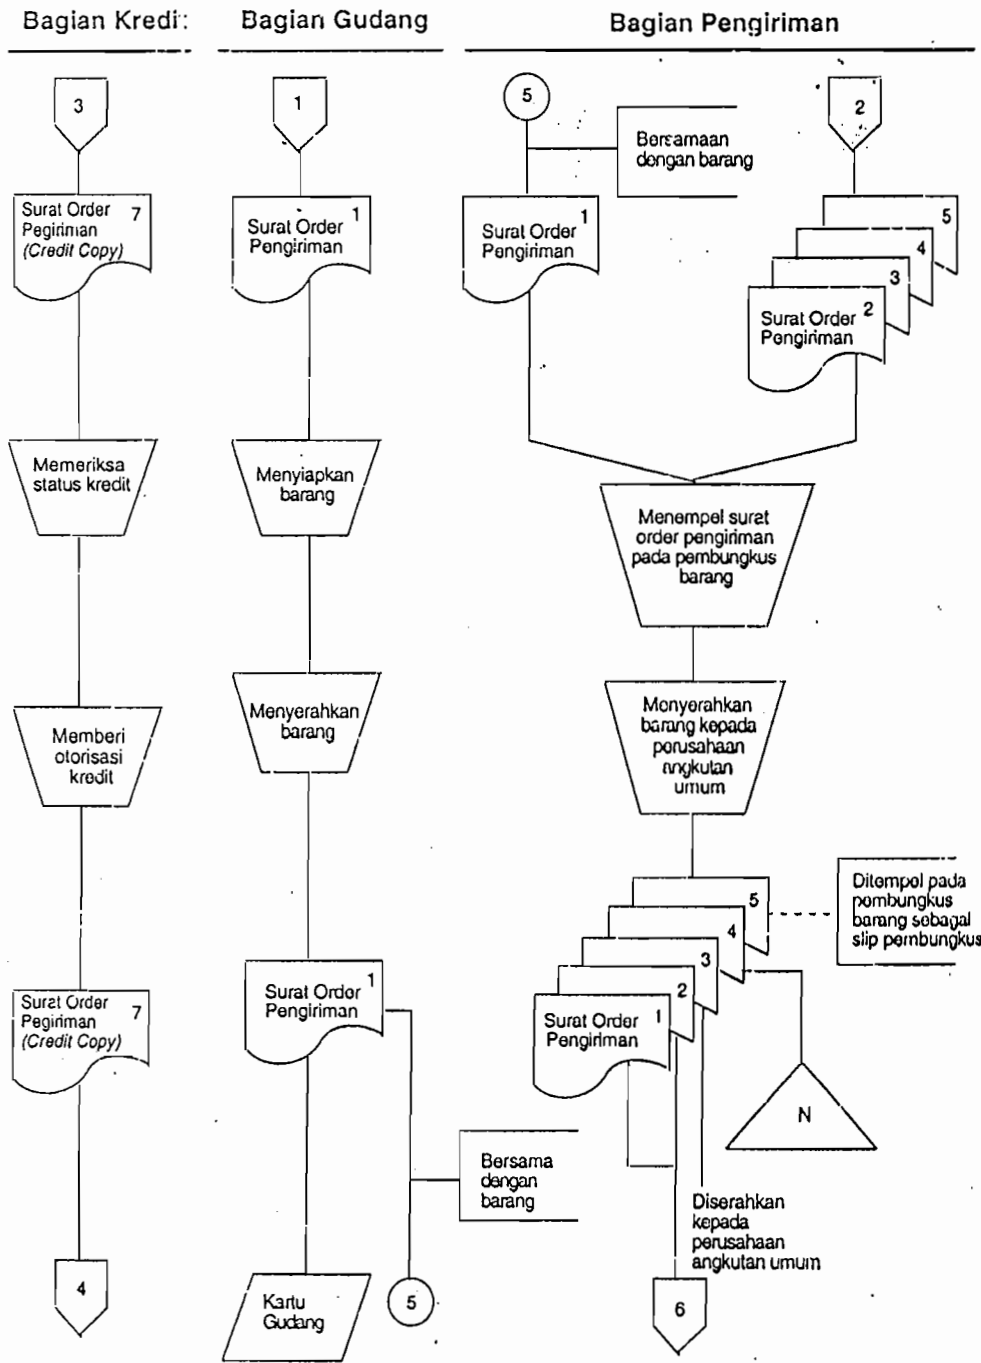 Bagian Kredi:
Bagian Gudang
Bagian Pengiriman
3
Surat Order
7
Pegiriman
(Credit Copy)
Memeriksa
status kredit
Memberi
otorisasi
kredit
Surat Order
7
Pegiriman
(Credit Copy)
4
1
Surat Order
1
Pengiriman
Menyiapkan
barang
Menyerahkan
barang
Surat Order
1
Pengiriman
Bersama
dengan
barang
Kartu
Gudang
5
5
Bersamaan
dengan barang
Surat Order
1
Pengiriman
2
5
4
3
Surat Order
2
Pengiriman
Menempel surat
order pengiriman
pada pembungkus
barang
Monyerahkan
barang kepada
perusahaan
angkutan
umum
5
4
3
2
Surat Order
1
Pengiriman
Ditempol pada
pembungkus
barang sebagai
slip pembungkus
N
Diserahkan
kepada
perusahaan
angkutan umum
6